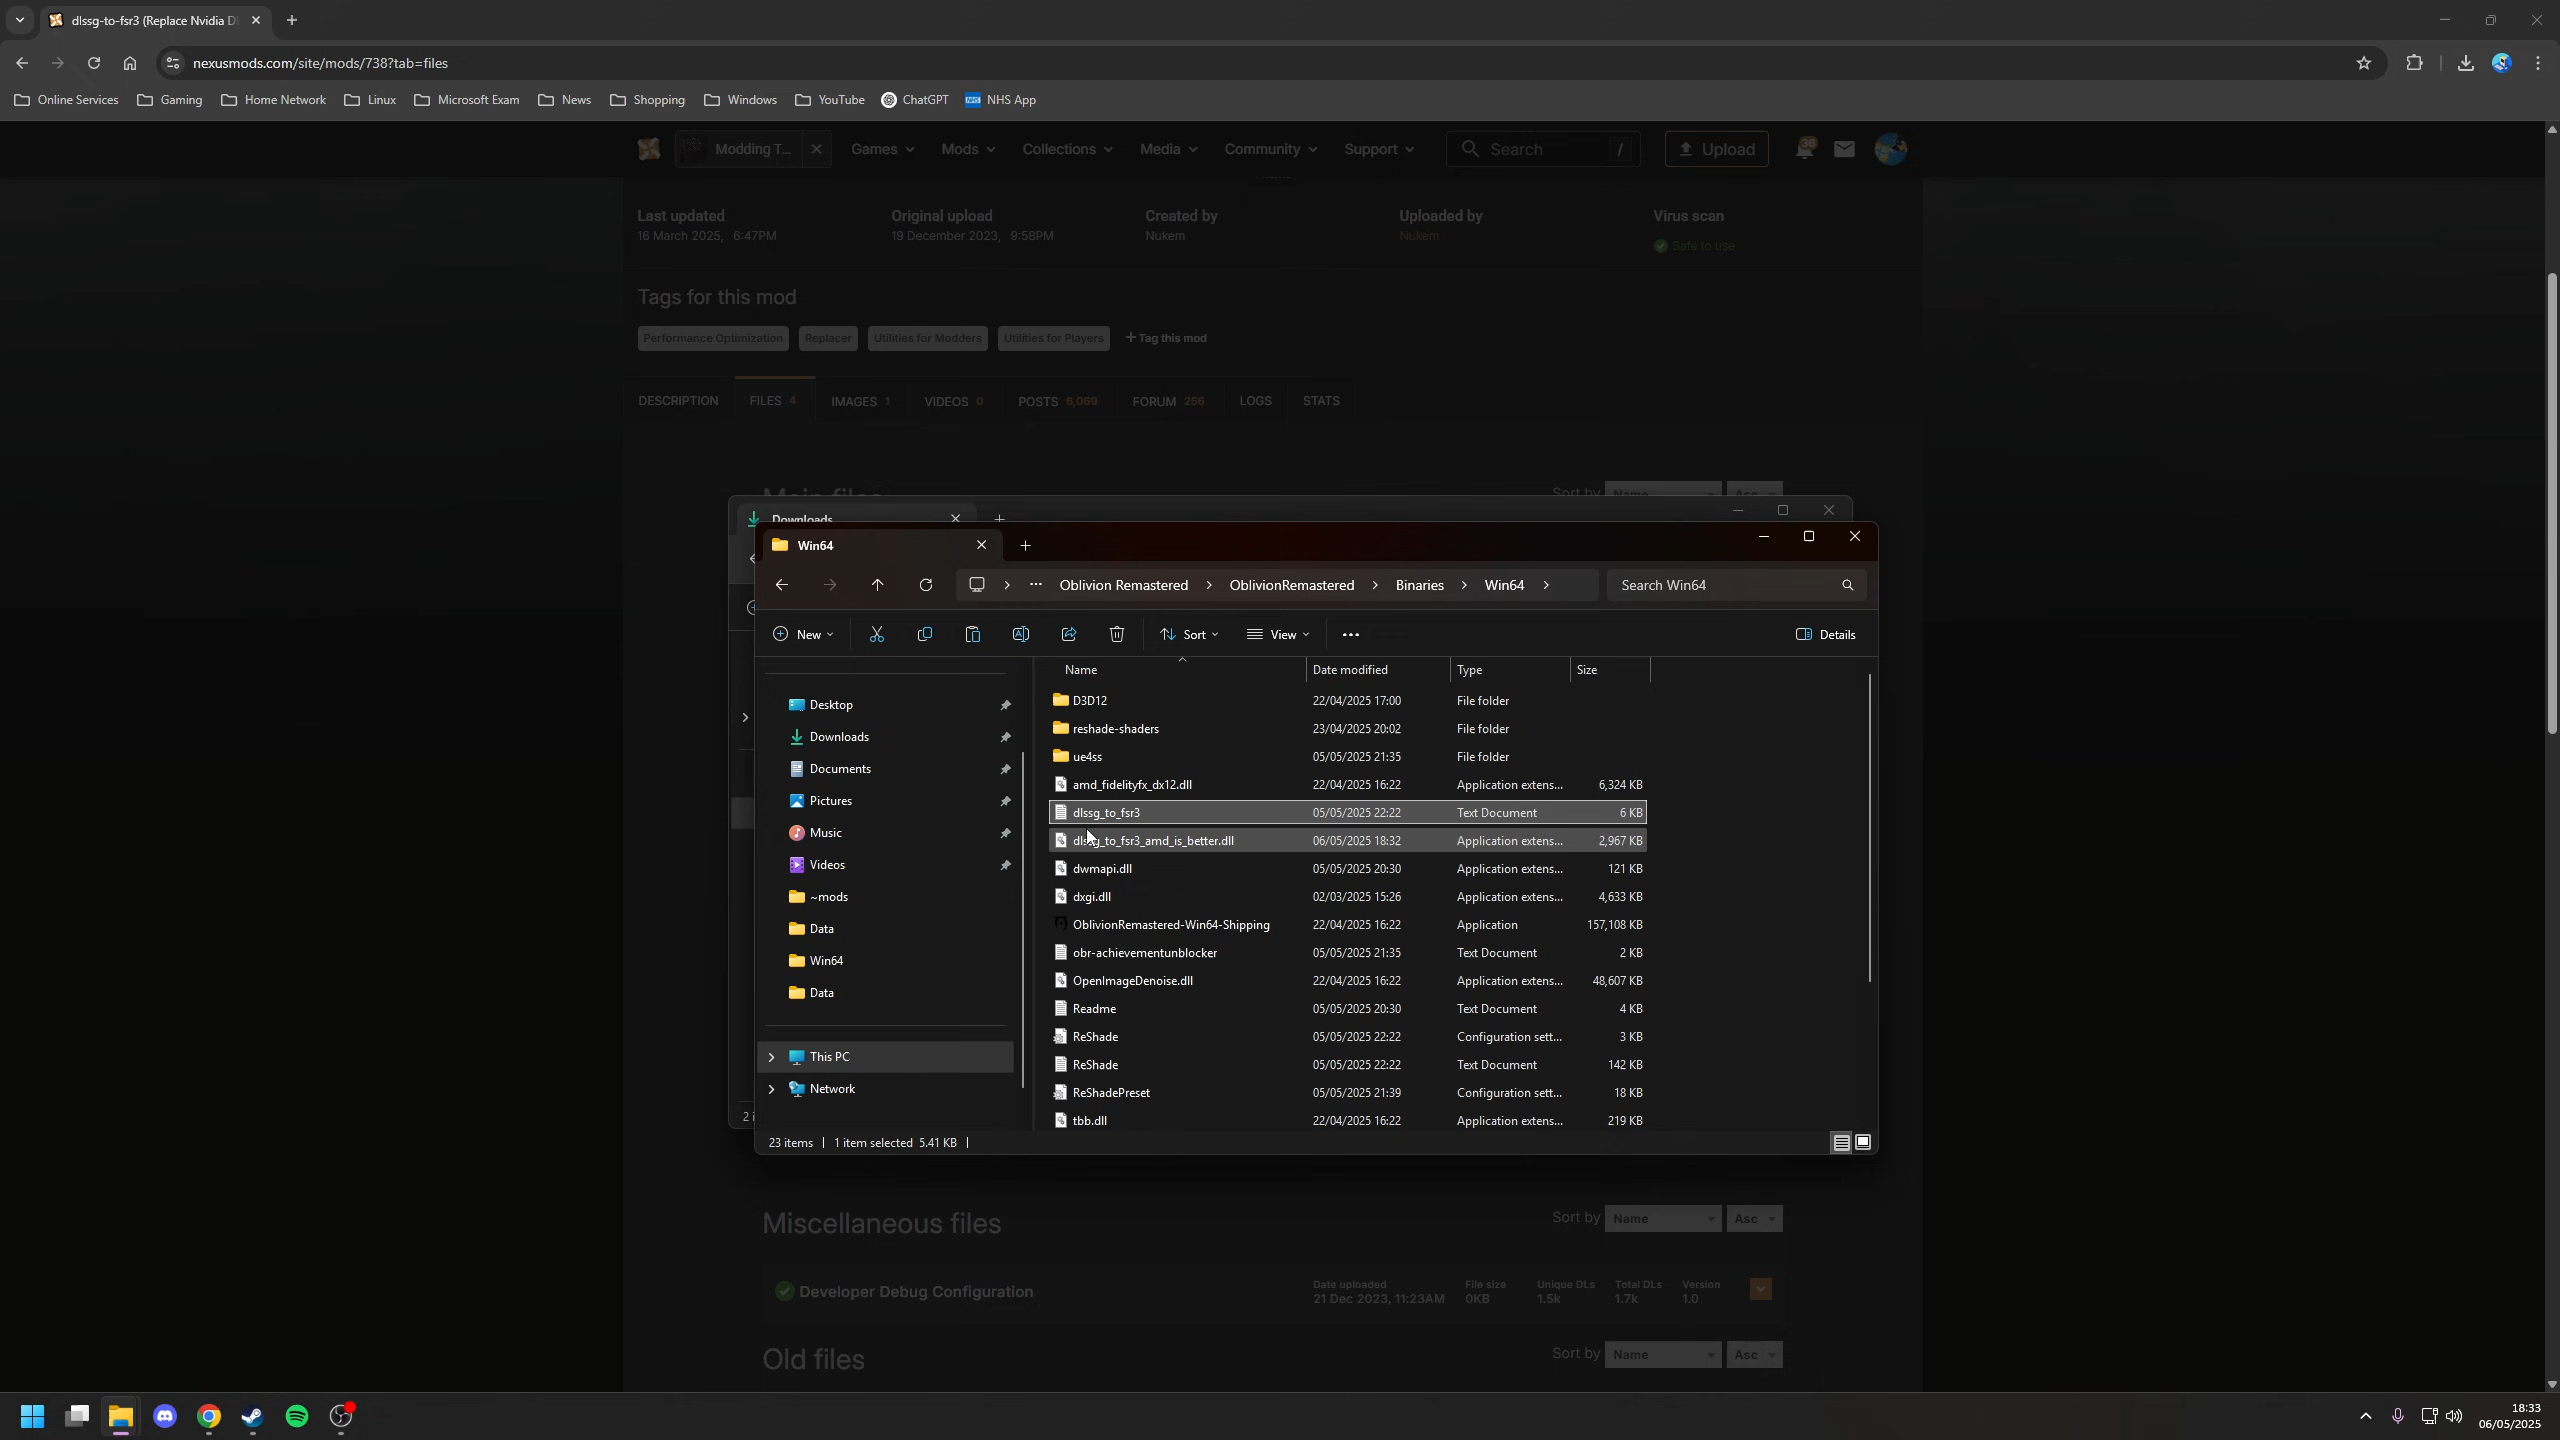 dlssg-to-fsr3 (Replace Nvidia D
nexusmods.com/site/mods/738?tab=files
Online Services
Gaming
Home Network
Linux
Microsoft Exam
News
Shopping
Windows
YouTube
ChatGPT
NHS App
Modding T...
Games
Mods
Collections
Media
Community
Support
Search
/
Upload
36
Last updated
16 March 2025, 6:47PM
Original upload
19 December 2023, 9:58PM
Created by
Nukem
Uploaded by
Nukem
Virus scan
Safe to use
Tags for this mod
Performance Optimization
Replacer
Utilities for Modders
Utilities for Players
+ Tag this mod
DESCRIPTION
FILES 4
IMAGES 1
VIDEOS 0
POSTS 6,069
FORUM 256
LOGS
STATS
Main files
Sort by
Name
Asc
Downloads
Win64
Oblivion Remastered > OblivionRemastered > Binaries > Win64 >
Search Win64
New
Sort
View
Details
Name
Date modified
Type
Size
Desktop
Downloads
Documents
Pictures
Music
Videos
~mods
Data
Win64
Data
This PC
Network
D3D12 22/04/2025 17:00 File folder
reshade-shaders 23/04/2025 20:02 File folder
ue4ss 05/05/2025 21:35 File folder
amd_fidelityfx_dx12.dll 22/04/2025 16:22 Application extens... 6,324 KB
dlssg_to_fsr3 05/05/2025 22:22 Text Document 6 KB
dlssg_to_fsr3_amd_is_better.dll 06/05/2025 18:32 Application extens... 2,967 KB
dwmapi.dll 05/05/2025 20:30 Application extens... 121 KB
dxgi.dll 02/03/2025 15:26 Application extens... 4,633 KB
OblivionRemastered-Win64-Shipping 22/04/2025 16:22 Application 157,108 KB
obr-achievementunblocker 05/05/2025 21:35 Text Document 2 KB
OpenImageDenoise.dll 22/04/2025 16:22 Application extens... 48,607 KB
Readme 05/05/2025 20:30 Text Document 4 KB
ReShade 05/05/2025 22:22 Configuration sett... 3 KB
ReShade 05/05/2025 22:22 Text Document 142 KB
ReShadePreset 05/05/2025 21:39 Configuration sett... 18 KB
tbb.dll 22/04/2025 16:22 Application extens... 219 KB
2
23 items
1 item selected 5.41 KB
Miscellaneous files
Sort by
Name
Asc
Developer Debug Configuration
Date uploaded
21 Dec 2023, 11:23AM
File size
0KB
Unique DLs
1.5k
Total DLs
1.7k
Version
1.0
Old files
Sort by
Name
Asc
18:33
06/05/2025